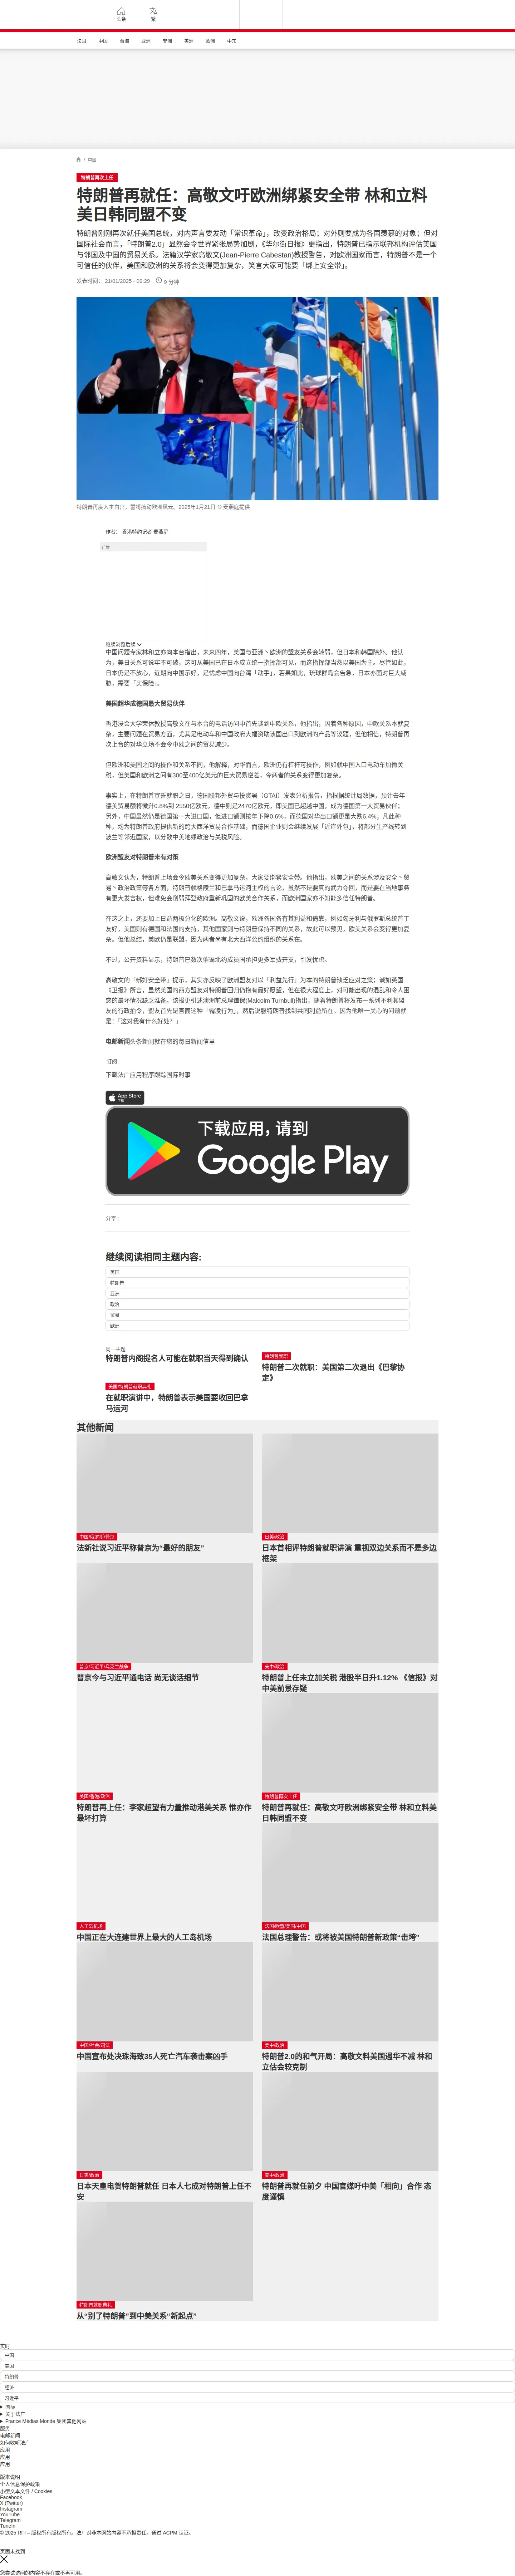 头条
繁
法国
中国
台海
亚洲
非洲
美洲
欧洲
中东
/ 中国
特朗普再次上任
特朗普再就任：高敬文吁欧洲绑紧安全带 林和立料
美日韩同盟不变
特朗普刚刚再次就任美国总统，对内声言要发动「常识革命」，改变政治格局；对外则要成为各国羡慕的对象；但对
国际社会而言，「特朗普2.0」显然会令世界紧张局势加剧，《华尔街日报》更指出，特朗普已指示联邦机构评估美国
与邻国及中国的贸易关系。法籍汉学家高敬文(Jean-Pierre Cabestan)教授警告，对欧洲国家而言，特朗普不是一个
可信任的伙伴，美国和欧洲的关系将会变得更加复杂，笑言大家可能要「绑上安全带」。
发表时间： 21/01/2025 - 09:29
9 分钟
特朗普再度入主白宫，誓将搞动欧洲风云。2025年1月21日 © 麦燕庭提供
作者： 香港特约记者 麦燕庭
广告
继续浏览后续
中国问题专家林和立亦向本台指出，未来四年，美国与亚洲丶欧洲的盟友关系会转弱，但日本和韩国除外。他认
为，美日关系可说牢不可破，这可从美国已在日本成立统一指挥部可见，而这指挥部当然以美国为主。尽管如此，
日本仍是不放心，近期向中国示好，是忧虑中国向台湾「动手」，若果如此，琉球群岛会告急，日本亦面对巨大威
胁，需要「买保险」。
美国超华成德国最大贸易伙伴
香港浸会大学荣休教授高敬文在与本台的电话访问中首先谈到中欧关系，他指出，因着各种原因，中欧关系本就复
杂，主要问题在贸易方面，尤其是电动车和中国政府大幅资助该国出口到欧洲的产品等议题，但他相信，特朗普再
次上台的对华立场不会令中欧之间的贸易减少。
但欧洲和美国之间的操作和关系不同，他解释，对华而言，欧洲仍有杠杆可操作，例如就中国入口电动车加徵关
税，但美国和欧洲之间有300至400亿美元的巨大贸易逆差，令两者的关系变得更加复杂。
事实上，在特朗普宣誓就职之日，德国联邦外贸与投资署（GTAI）发表分析报告，指根据统计局数据，预计去年
德美贸易额将微升0.8%到 2550亿欧元，德中则是2470亿欧元，即美国已超越中国，成为德国第一大贸易伙伴；
另外，中国虽然仍是德国第一大进口国，但进口额则按年下降0.6%，而德国对华出口额更是大跌6.4%；凡此种
种，均为特朗普政府提供新的跨大西洋贸易合作基础，而德国企业则会继续发展「近岸外包」，将部分生产线转到
波兰等邻近国家，以分散中美地缘政治与关税风险。
欧洲盟友对特朗普未有对策
高敬文认为，特朗普上场会令欧美关系变得更加复杂，大家要绑紧安全带。他指出，欧美之间的关系涉及安全丶贸
易丶政治政策等各方面，特朗普就格陵兰和巴拿马运河主权的言论，虽然不是要真的武力夺回，而是要在当地事务
有更大发言权，但难免会削弱拜登政府重新巩固的欧美合作关系，而欧洲国家亦不知能多信任特朗普。
在这之上，还要加上日益两极分化的欧洲。高敬文说，欧洲各国各有其利益和倚靠，例如匈牙利与俄罗斯总统普丁
友好，美国则有德国和法国的支持，其他国家则与特朗普保持不同的关系，故此可以预见，欧美关系会变得更加复
杂。但他总结，美欧仍是联盟，因为两者尚有北大西洋公约组织的关系在。
不过，公开资料显示，特朗普已数次催逼北约成员国承担更多军费开支，引发忧虑。
高敬文的「绑好安全带」提示，其实亦反映了欧洲盟友对以「利益先行」为本的特朗普缺乏应对之策；诚如英国
《卫报》所言，虽然美国的西方盟友对特朗普回归仍抱有最好愿望，但在很大程度上，对可能出现的混乱和令人困
惑的最坏情况缺乏准备。该报更引述澳洲前总理谭保(Malcolm Turnbull)指出，随着特朗普将发布一系列不利其盟
友的行政拍令，盟友首先是直面这种「霸凌行为」，然后说服特朗普找到共同利益所在。因为他唯一关心的问题就
是：「这对我有什么好处？」
电邮新闻头条新闻就在您的每日新闻信里
订阅
下载法广应用程序跟踪国际时事
App Store
下载
下载应用，请到
Google Play
分享 :
继续阅读相同主题内容:
美国
特朗普
亚洲
政治
贸易
欧洲
同一主题
特朗普内阁提名人可能在就职当天得到确认
特朗普就职
特朗普二次就职：美国第二次退出《巴黎协
定》
美国/特朗普就职典礼
在就职演讲中，特朗普表示美国要收回巴拿
马运河
其他新闻
中国/俄罗斯/普京
法新社说习近平称普京为“最好的朋友”
日美/政治
日本首相评特朗普就职讲演 重视双边关系而不是多边
框架
普京/习近平/乌克兰战争
普京今与习近平通电话 尚无谈话细节
美中/政治
特朗普上任未立加关税 港股半日升1.12% 《信报》对
中美前景存疑
美国/香港/政治
特朗普再上任：李家超望有力量推动港美关系 惟亦作
最坏打算
特朗普再次上任
特朗普再就任：高敬文吁欧洲绑紧安全带 林和立料美
日韩同盟不变
人工岛机场
中国正在大连建世界上最大的人工岛机场
法国/欧盟/美国/中国
法国总理警告：或将被美国特朗普新政策“击垮”
中国/社会/司法
中国宣布处决珠海致35人死亡汽车袭击案凶手
美中/政治
特朗普2.0的和气开局：高敬文料美国遏华不减 林和
立估会较克制
日美/政治
日本天皇电贺特朗普就任 日本人七成对特朗普上任不
安
美中/政治
特朗普再就任前夕 中国官媒吁中美「相向」合作 态
度谨慎
特朗普就职典礼
从“别了特朗普”到中美关系“新起点”
实时
中国
美国
特朗普
经济
习近平
国际
关于法广
France Médias Monde 集团其他网站
服务
电邮新闻
如何收听法广
应用
应用
应用
版本说明
个人信息保护政策
小型文本文件 / Cookies
Facebook
X (Twitter)
Instagram
YouTube
Telegram
TuneIn
© 2025 RFI – 版权所有版权所有。法广对非本网站内容不承担责任。通过 ACPM 认证。
页面未找到
您尝试访问的内容不存在或不再可用。